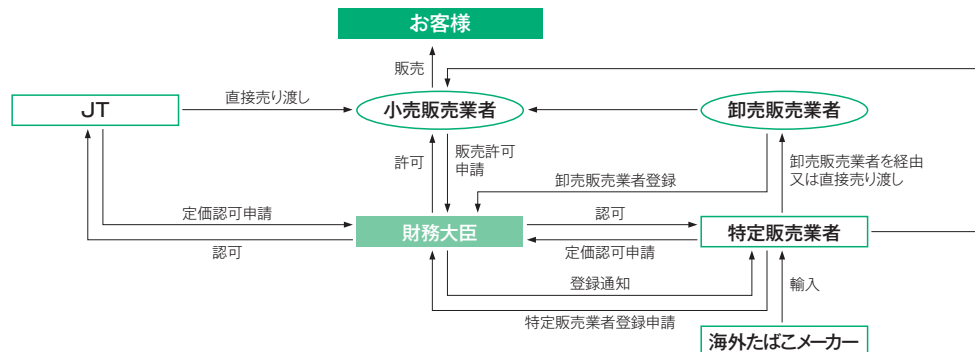 お客様
販売
JT
直接売り渡し
小売販売業者
卸売販売業者
許可
販売許可
申請
卸売販売業者登録
卸売販売業者を経由
又は直接売り渡し
定価認可申請
認可
財務大臣
認可
定価認可申請
特定販売業者
登録通知
輸入
特定販売業者登録申請
海外たばこメーカー